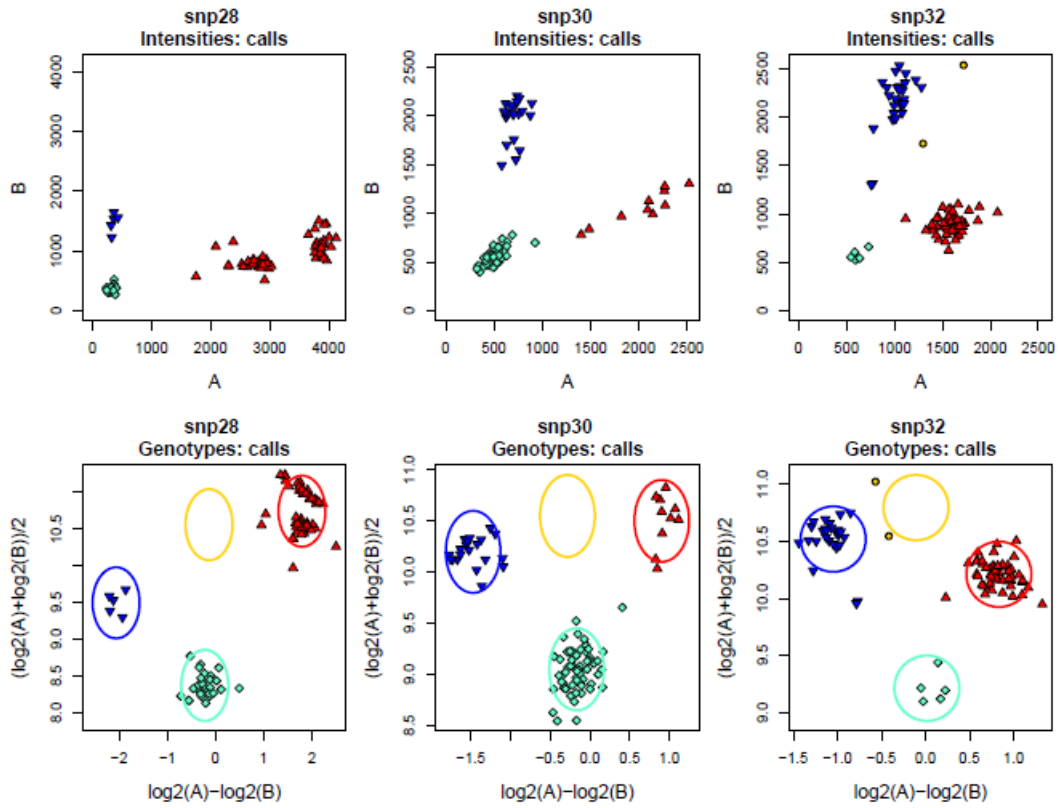 snp28
Intensities: calls
B
0 1000 2000 3000 4000
0 1000 2000 3000 4000
A
snp30
Intensities: calls
B
0 500 1000 1500 2000 2500
0 500 1000 1500 2000 2500
A
snp32
Intensities: calls
B
0 500 1000 1500 2000 2500
0 500 1000 1500 2000 2500
A
snp28
Genotypes: calls
(log2(A)+log2(B))/2
8.0 8.5 9.0 9.5 10.5
−2 −1 0 1 2
log2(A)−log2(B)
snp30
Genotypes: calls
(log2(A)+log2(B))/2
8.5 9.0 9.5 10.0 10.5 11.0
−1.5 −0.5 0.0 0.5 1.0
log2(A)−log2(B)
snp32
Genotypes: calls
(log2(A)+log2(B))/2
9.0 9.5 10.0 10.5 11.0
−1.5 −1.0 −0.5 0.0 0.5 1.0
log2(A)−log2(B)